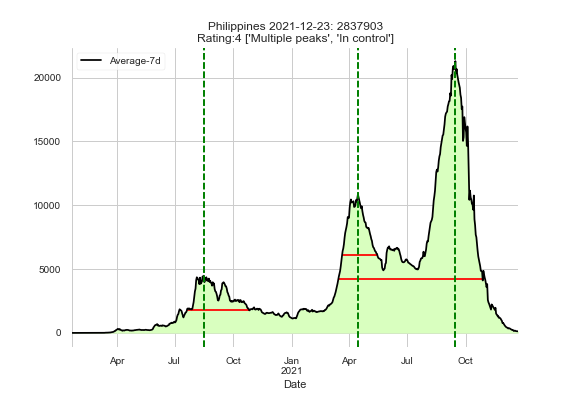 Philippines 2021-12-23: 2837903
Rating:4 ['Multiple peaks', 'In control']
Average-7d
20000
15000
10000
5000
0
Apr Jul Oct Jan Apr Jul Oct
2021
Date